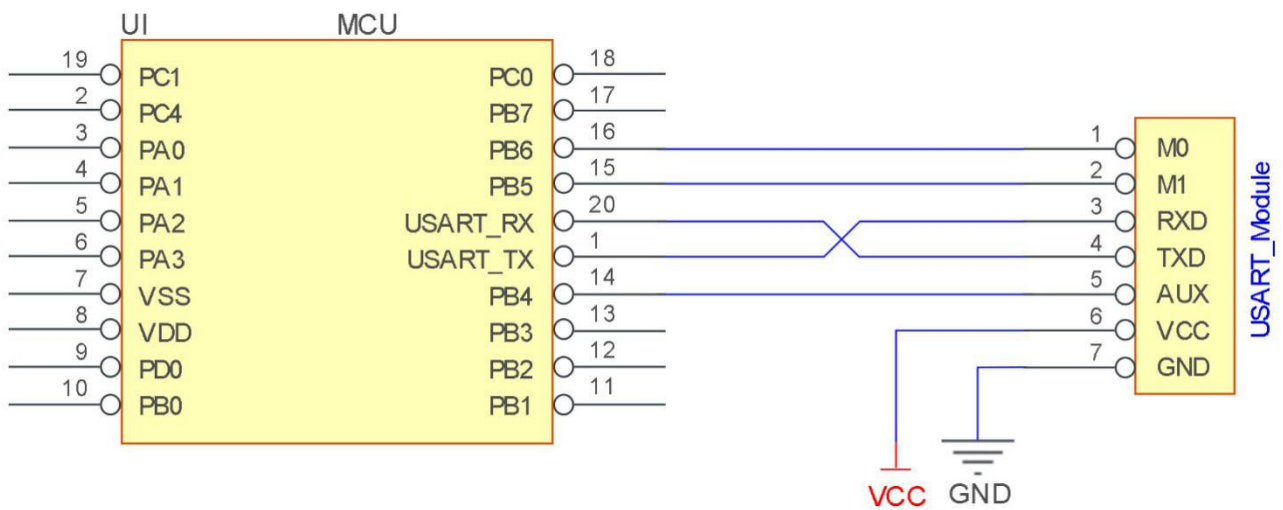 UI MCU
19 PC1 PC0 18
2 PC4 PB7 17
3 PA0 PB6 16 1 M0
4 PA1 PB5 15 2 M1
5 PA2 USART_RX 20 3 RXD
6 PA3 USART_TX 1 4 TXD
7 VSS PB4 14 5 AUX
8 VDD PB3 13 6 VCC
9 PD0 PB2 12 7 GND
10 PB0 PB1 11
USART_Module
VCC GND